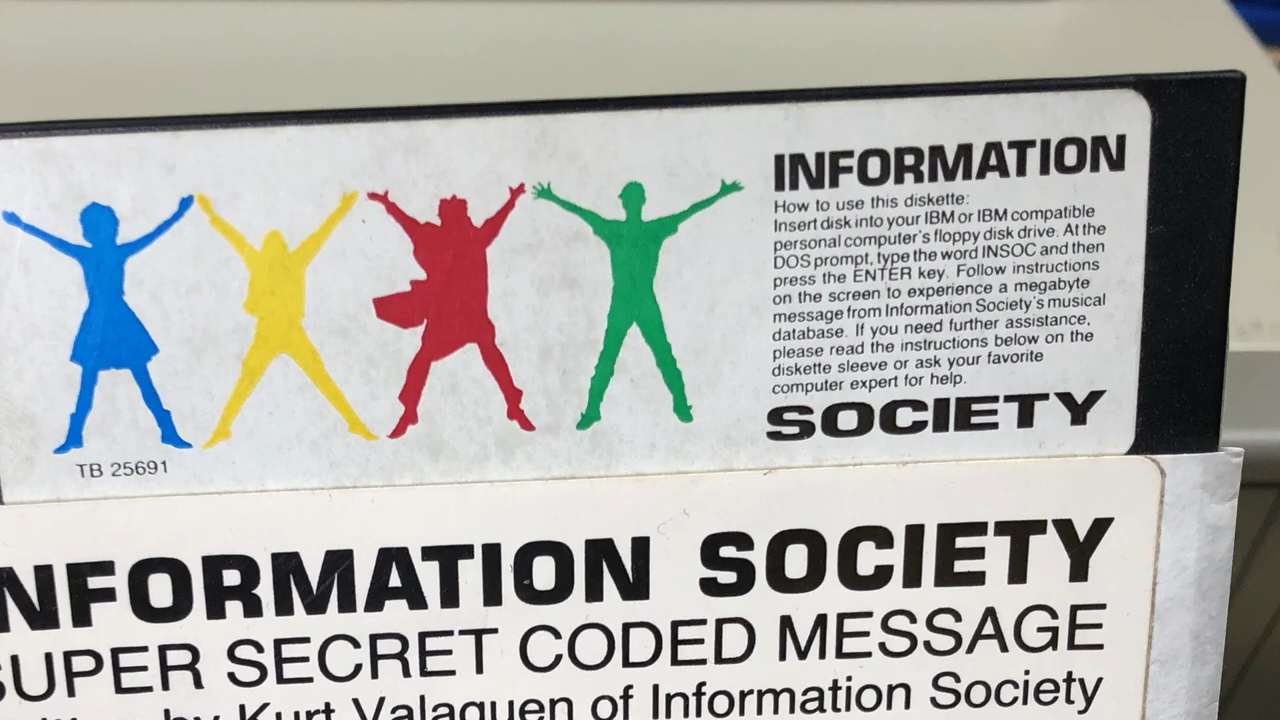 INFORMATION
How to use this diskette:
Insert disk into your IBM or IBM compatible
personal computer's floppy disk drive. At the
DOS prompt, type the word INSOC and then
press the ENTER key. Follow instructions
on the screen to experience a megabyte
message from Information Society's musical
database. If you need further assistance,
please read the instructions below on the
diskette sleeve or ask your favorite
computer expert for help.
SOCIETY
TB 25691
NFORMATION SOCIETY
SUPER SECRET CODED MESSAGE
by Kurt Valaquen of Information Society